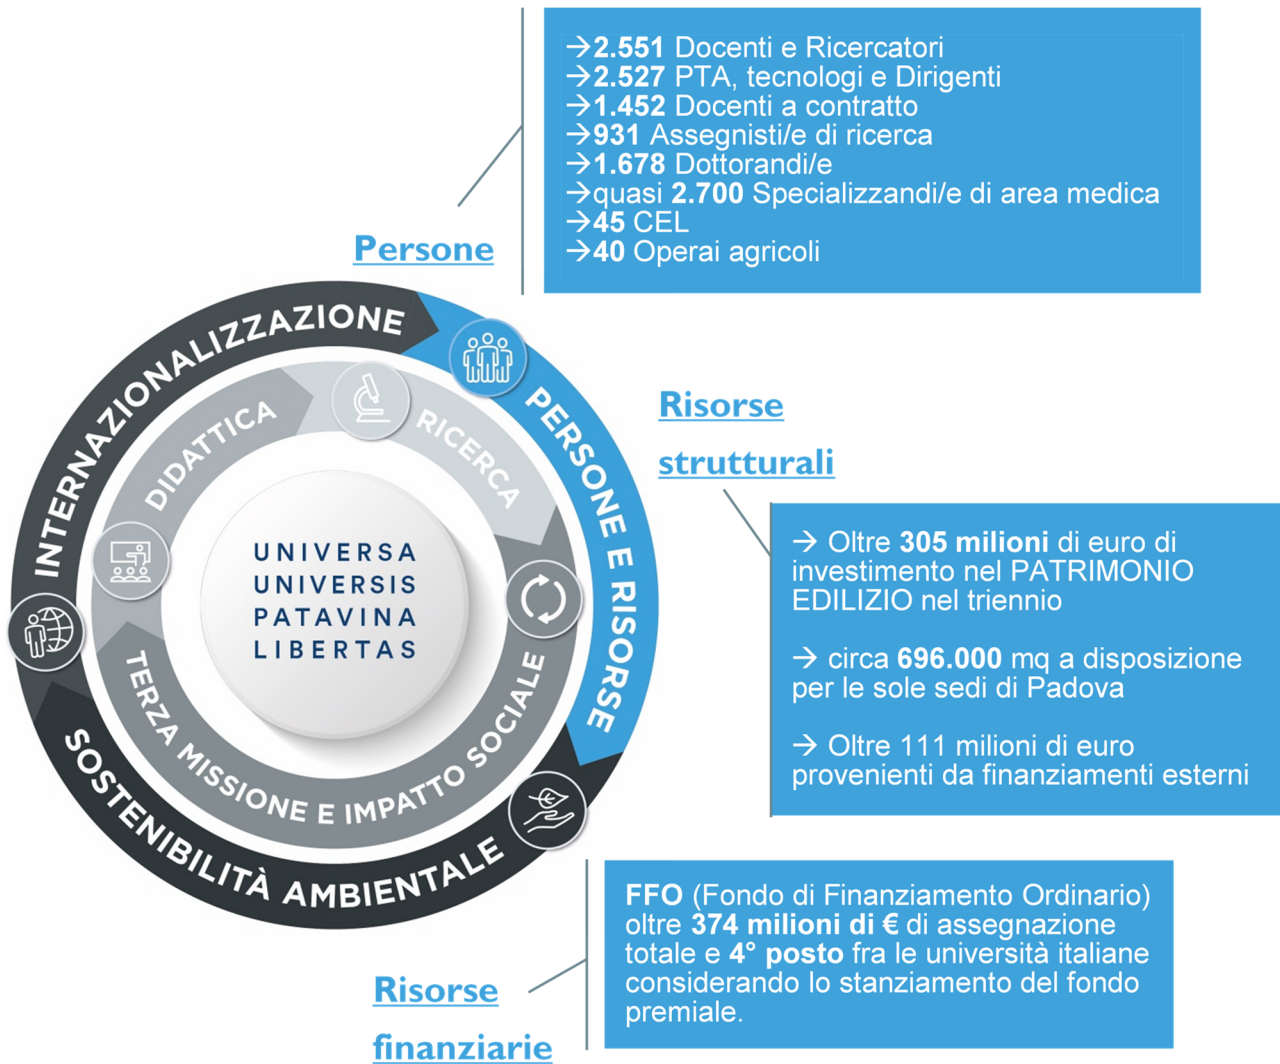 →2.551 Docenti e Ricercatori
→2.527 PTA, tecnologi e Dirigenti
→1.452 Docenti a contratto
→931 Assegnisti/e di ricerca
→1.678 Dottorandi/e
→quasi 2.700 Specializzandi/e di area medica
→45 CEL
→40 Operai agricoli
Persone
INTERNAZIONALIZZAZIONE
PERSONE E RISORSE
SOSTENIBILITÀ AMBIENTALE
DIDATTICA
RICERCA
TERZA MISSIONE E IMPATTO SOCIALE
UNIVERSA
UNIVERSIS
PATAVINA
LIBERTAS
Risorse
strutturali
→ Oltre 305 milioni di euro di
investimento nel PATRIMONIO
EDILIZIO nel triennio
→ circa 696.000 mq a disposizione
per le sole sedi di Padova
→ Oltre 111 milioni di euro
provenienti da finanziamenti esterni
Risorse
finanziarie
FFO (Fondo di Finanziamento Ordinario)
oltre 374 milioni di € di assegnazione
totale e 4° posto fra le università italiane
considerando lo stanziamento del fondo
premiale.